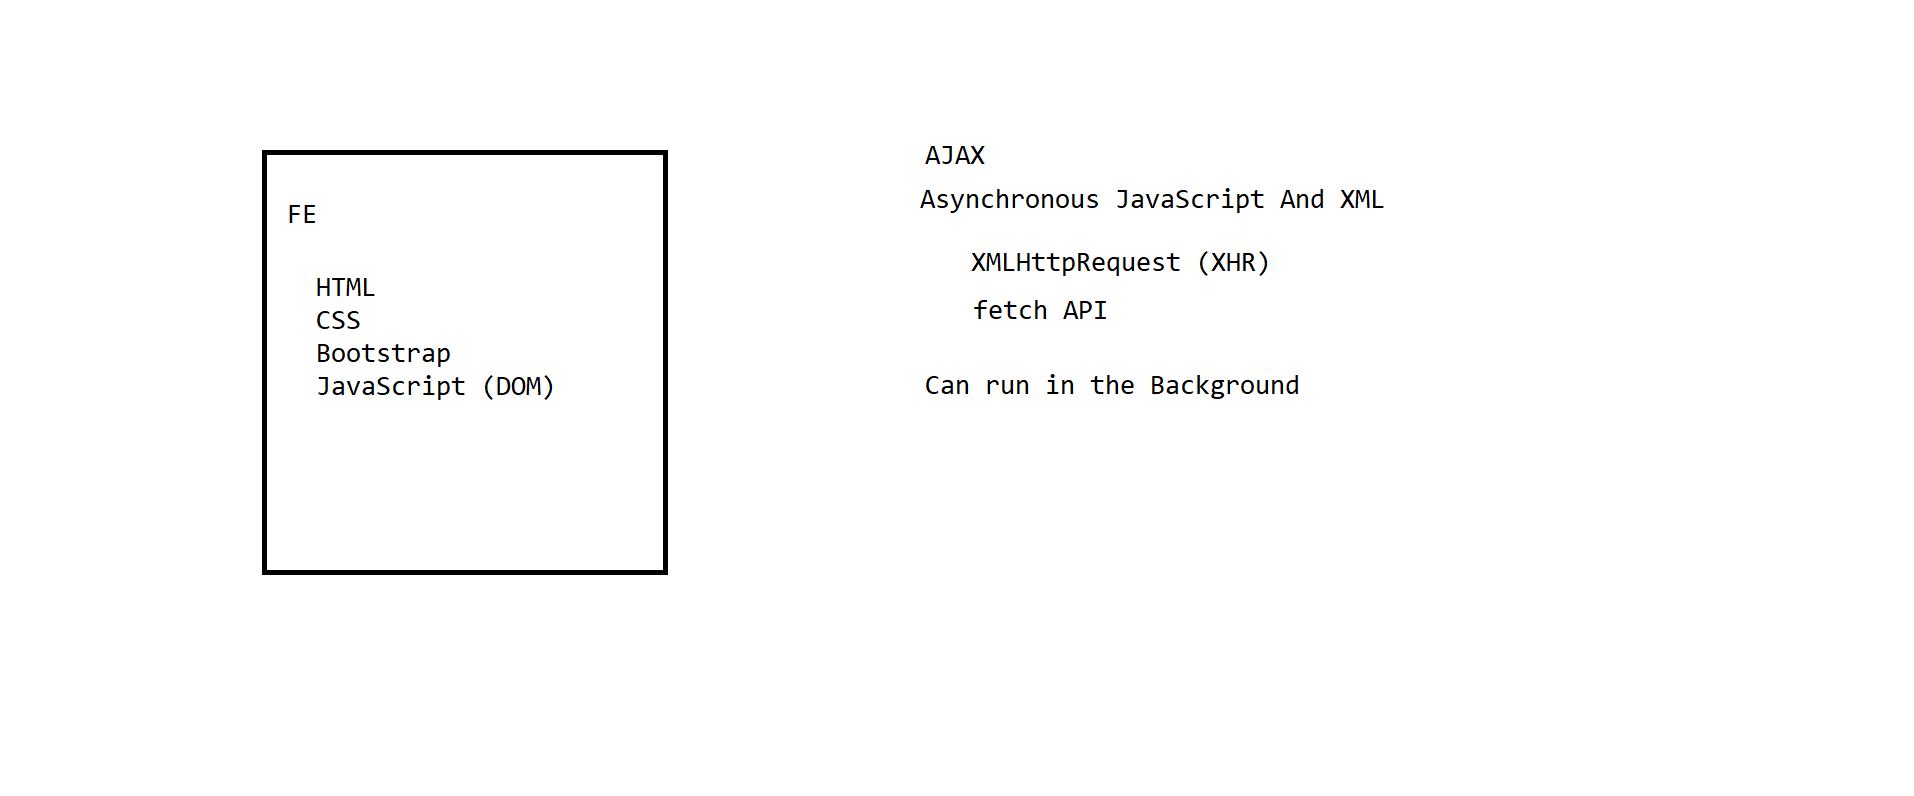 FE
HTML
CSS
Bootstrap
JavaScript (DOM)
AJAX
Asynchronous JavaScript And XML
XMLHttpRequest (XHR)
fetch API
Can run in the Background